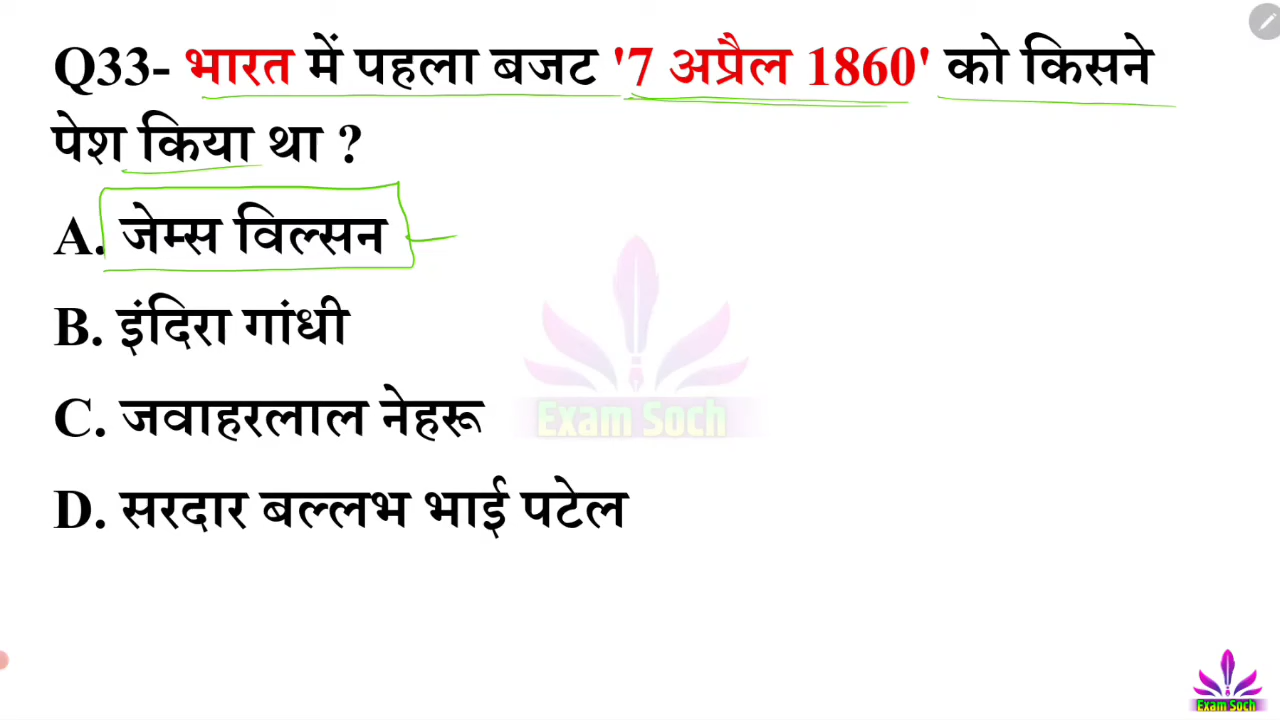 Q33- भारत में पहला बजट '7 अप्रैल 1860' को किसने
पेश किया था ?
A. जेम्स विल्सन
B. इंदिरा गांधी
C. जवाहरलाल नेहरू
D. सरदार बल्लभ भाई पटेल
Exam Soch
Exam Soch